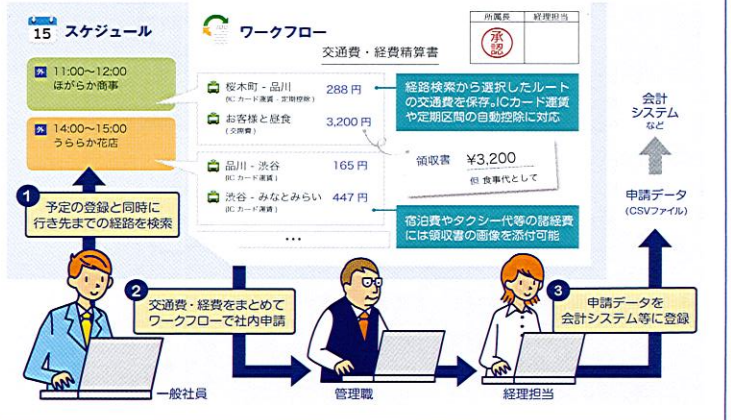 15 スケジュール
ワークフロー
所属長 経理担当
承認
交通費・経費精算書
外 11:00〜12:00
ほがらか商事
外 14:00〜15:00
うららか花店
桜木町 - 品川 288 円
(IC カード運賃・定期控除)
お客様と昼食 3,200 円
(交際費)
品川 - 渋谷 165 円
(IC カード運賃)
渋谷 - みなとみらい 447 円
(IC カード運賃)
...
経路検索から選択したルート
の交通費を保存。ICカード運賃
や定期区間の自動控除に対応
領収書 ¥3,200
但 食事代として
宿泊費やタクシー代等の諸経費
には領収書の画像を添付可能
会計
システム
など
申請データ
(CSVファイル)
1
予定の登録と同時に
行き先までの経路を検索
2
交通費・経費をまとめて
ワークフローで社内申請
3
申請データを
会計システム等に登録
一般社員
管理職
経理担当